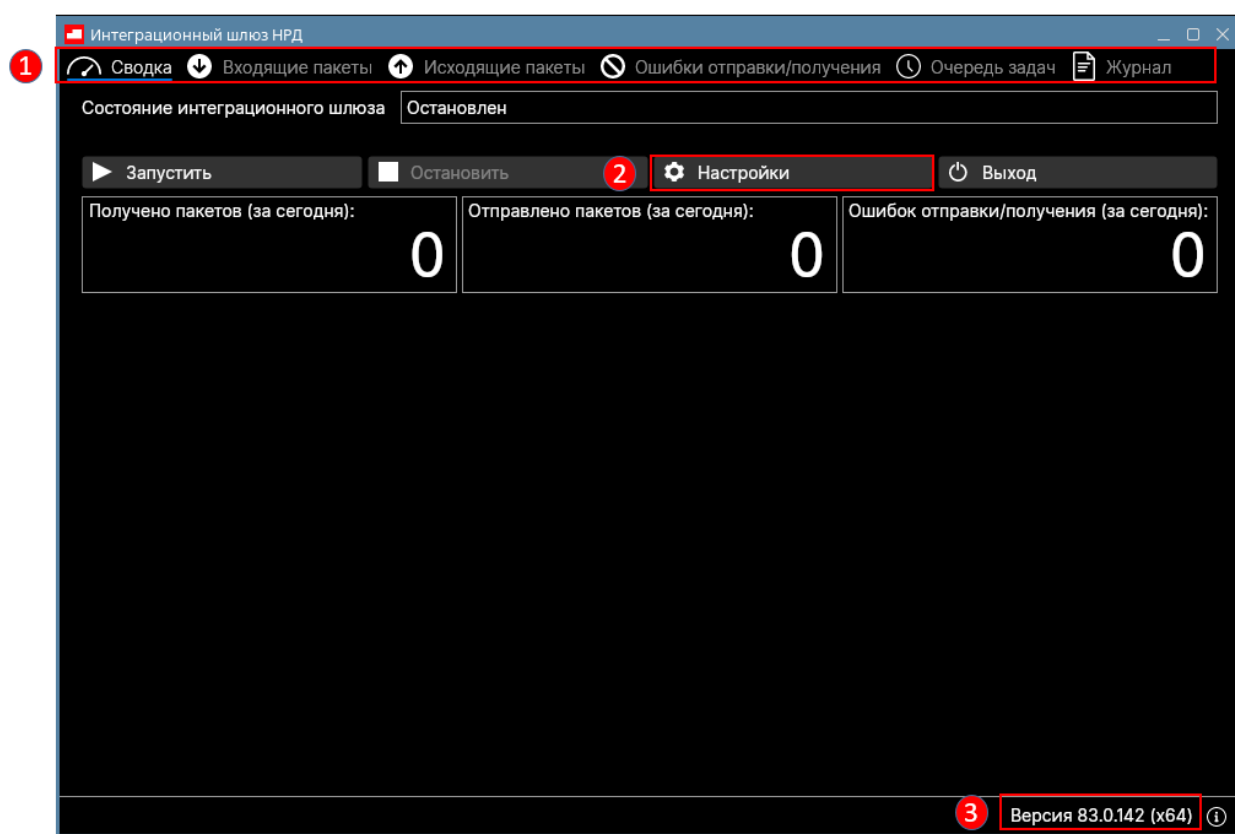 Интеграционный шлюз НРД
1 Сводка Входящие пакеты Исходящие пакеты Ошибки отправки/получения Очередь задач Журнал
Состояние интеграционного шлюза Остановлен
Запустить Остановить 2 Настройки Выход
Получено пакетов (за сегодня): Отправлено пакетов (за сегодня): Ошибок отправки/получения (за сегодня):
0 0 0
3 Версия 83.0.142 (x64)